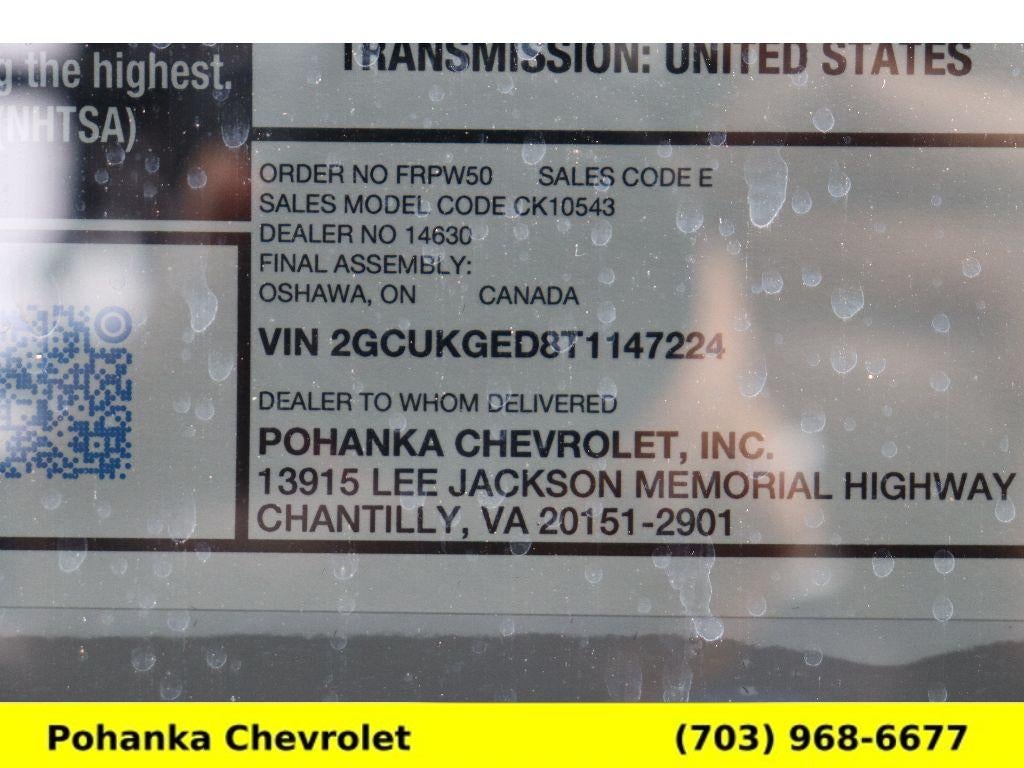 TRANSMISSION: UNITED STATES
g the highest.
(NHTSA)
ORDER NO FRPW50 SALES CODE E
SALES MODEL CODE CK10543
DEALER NO 14630
FINAL ASSEMBLY:
OSHAWA, ON CANADA
VIN 2GCUKGED8T1147224
DEALER TO WHOM DELIVERED
POHANKA CHEVROLET, INC.
13915 LEE JACKSON MEMORIAL HIGHWAY
CHANTILLY, VA 20151-2901
Pohanka Chevrolet (703) 968-6677